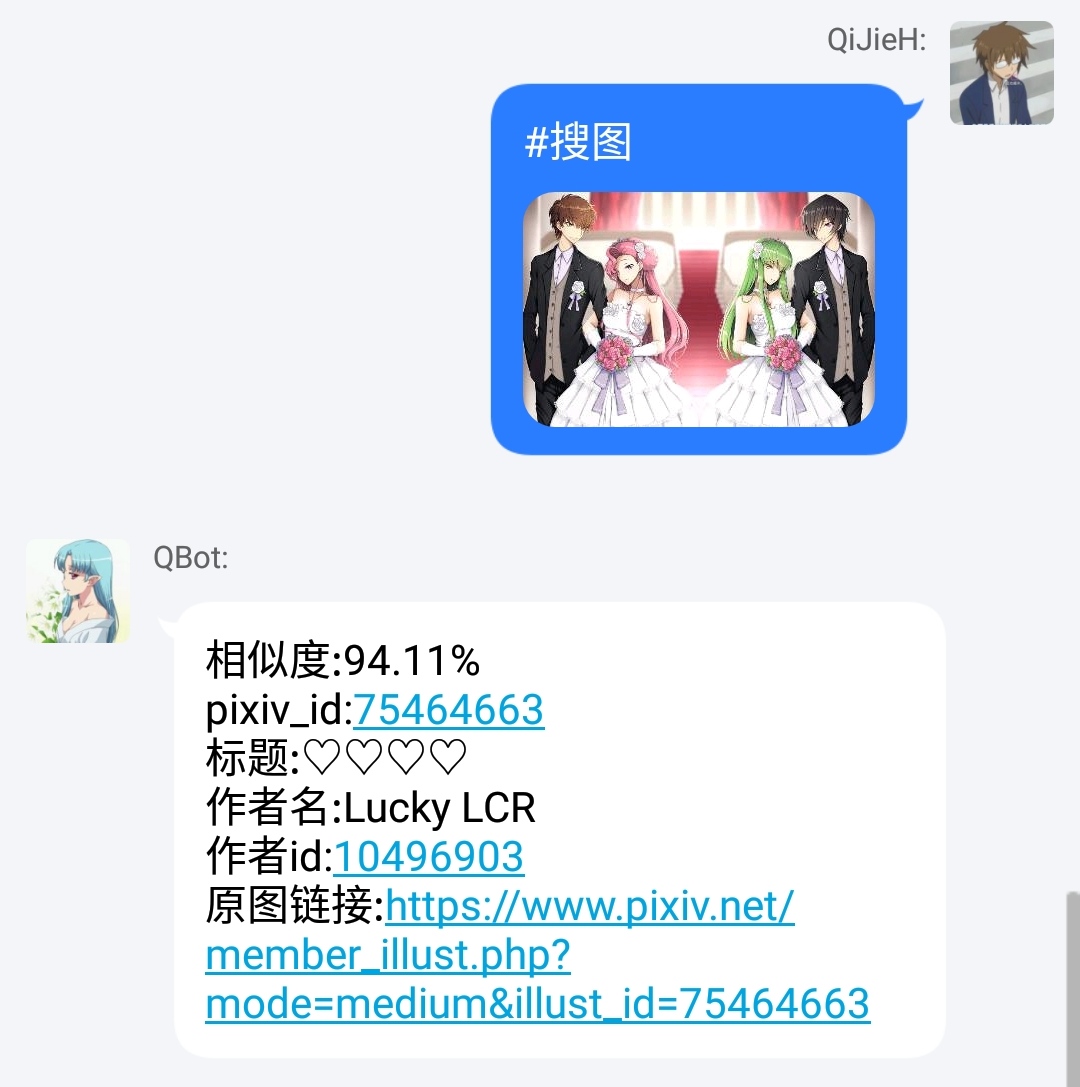 QiJieH:
#搜图
QBot:
相似度:94.11%
pixiv_id:75464663
标题:♡♡♡♡
作者名:Lucky LCR
作者id:10496903
原图链接:https://www.pixiv.net/
member_illust.php?
mode=medium&illust_id=75464663